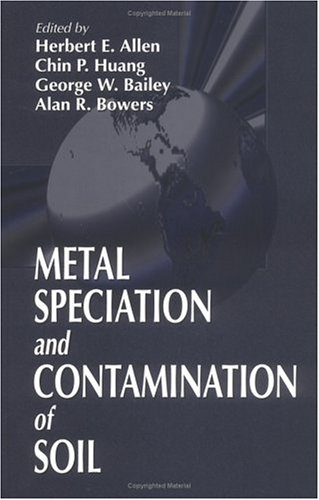 Edited by
Herbert E. Allen
Chin P. Huang
George W. Bailey
Alan R. Bowers
METAL
SPECIATION
and
CONTAMINATION
of
SOIL